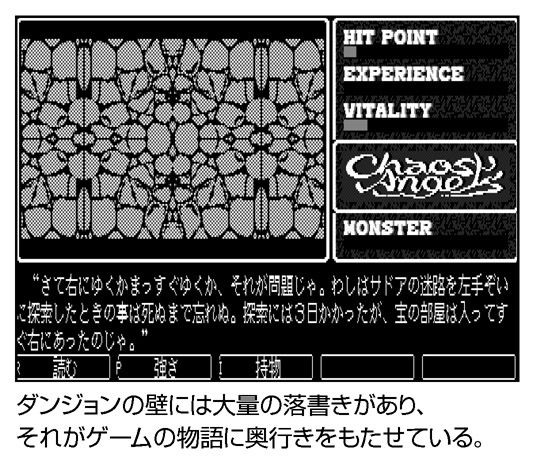 HIT POINT
EXPERIENCE
VITALITY
Chaos
Angels
MONSTER
“さて右にゆくかまっすぐゆくか、それが問題じゃ。わしはサドアの迷路を左手ぞい
に探索したときの事は死ぬまで忘れぬ。探索には3日かかったが、宝の部屋は入ってす
ぐ右にあったのじゃ。”
R 読む P 強さ I 持物
ダンジョンの壁には大量の落書きがあり、
それがゲームの物語に奥行きをもたせている。